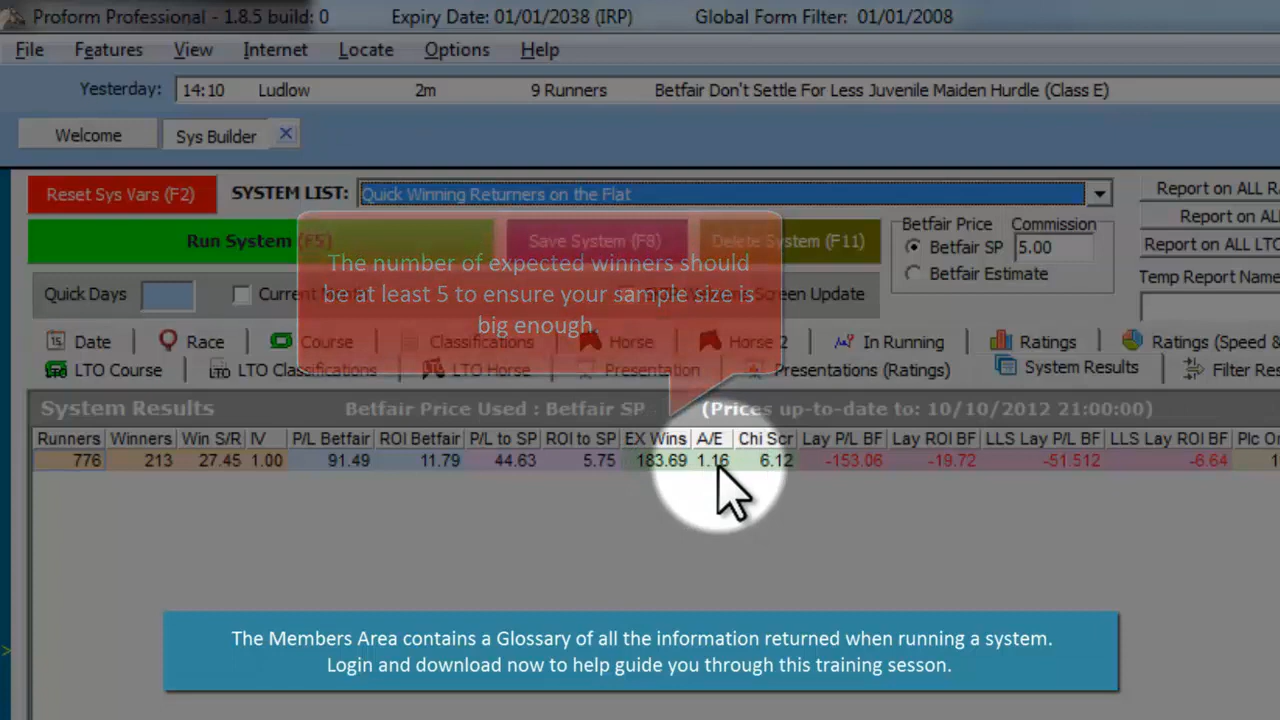 Proform Professional - 1.8.5 build: 0 Expiry Date: 01/01/2038 (IRP) Global Form Filter: 01/01/2008
File Features View Internet Locate Options Help
Yesterday: 14:10 Ludlow 2m 9 Runners Betfair Don't Settle For Less Juvenile Maiden Hurdle (Class E)
Welcome Sys Builder
Reset Sys Vars (F2) SYSTEM LIST: Quick Winning Returners on the Flat Report on ALL
Betfair Price Commission Report on AL
Run System (F5) Save System (F8) Delete System (F11) Betfair SP 5.00 Report on ALL LTO
The number of expected winners should
be at least 5 to ensure your sample size is
big enough.
Betfair Estimate Temp Report Name
Quick Days Current Screen Update
Date Race Course Classifications Horse Horse 2 In Running Ratings Ratings (Speed &
LTO Course LTO Classifications LTO Horse Presentation Presentations (Ratings) System Results Filter Res
System Results Betfair Price Used : Betfair SP (Prices up-to-date to: 10/10/2012 21:00:00)
Runners Winners Win S/R IV P/L Betfair ROI Betfair P/L to SP ROI to SP EX Wins A/E Chi Scr Lay P/L BF Lay ROI BF LLS Lay P/L BF LLS Lay ROI BF Plc O
776 213 27.45 1.00 91.49 11.79 44.63 5.75 183.69 1.16 6.12 -153.06 -19.72 -51.512 -6.64
The Members Area contains a Glossary of all the information returned when running a system.
Login and download now to help guide you through this training sesson.